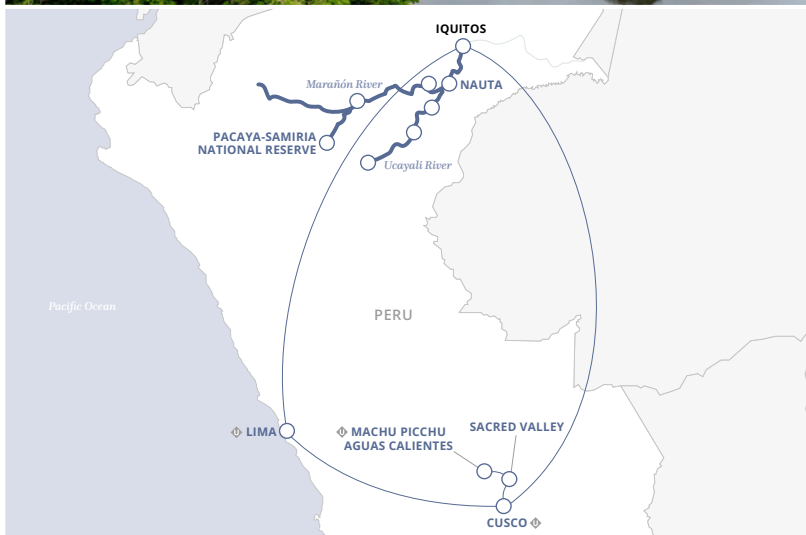 IQUITOS
Marañón River
NAUTA
PACAYA-SAMIRIA
NATIONAL RESERVE
Ucayali River
Pacific Ocean
PERU
LIMA
MACHU PICCHU
AGUAS CALIENTES
SACRED VALLEY
CUSCO